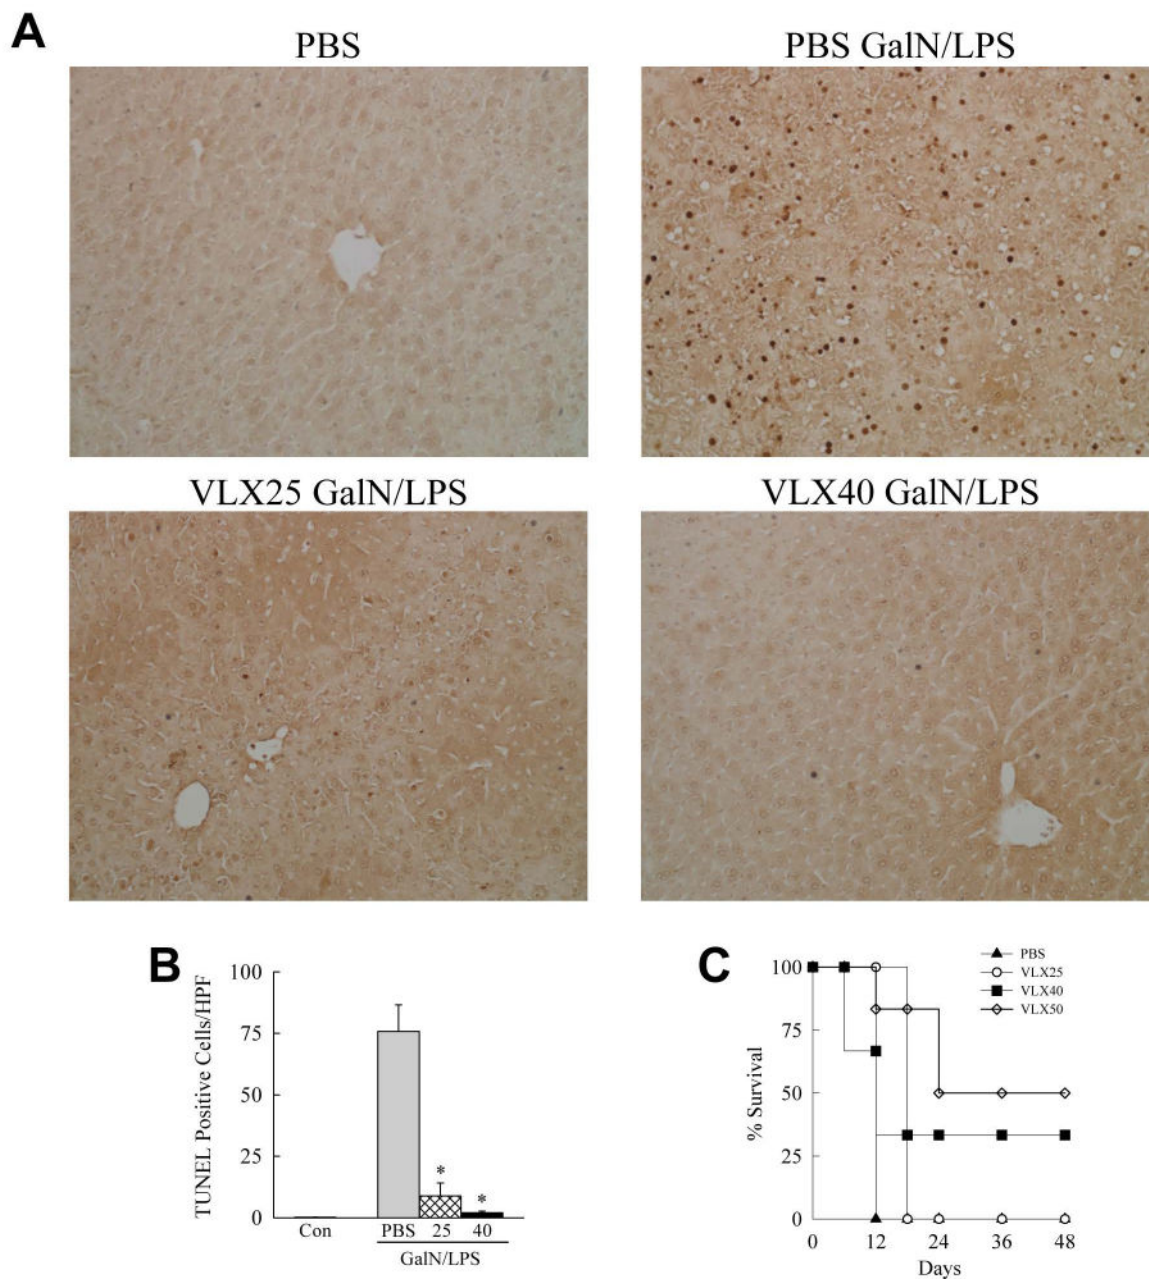 A
PBS
PBS GalN/LPS
VLX25 GalN/LPS
VLX40 GalN/LPS
B
TUNEL Positive Cells/HPF
100
75
50
25
0
Con
PBS
25
40
*
*
GalN/LPS
C
% Survival
100
75
50
25
0
0
12
24
36
48
Days
PBS
VLX25
VLX40
VLX50